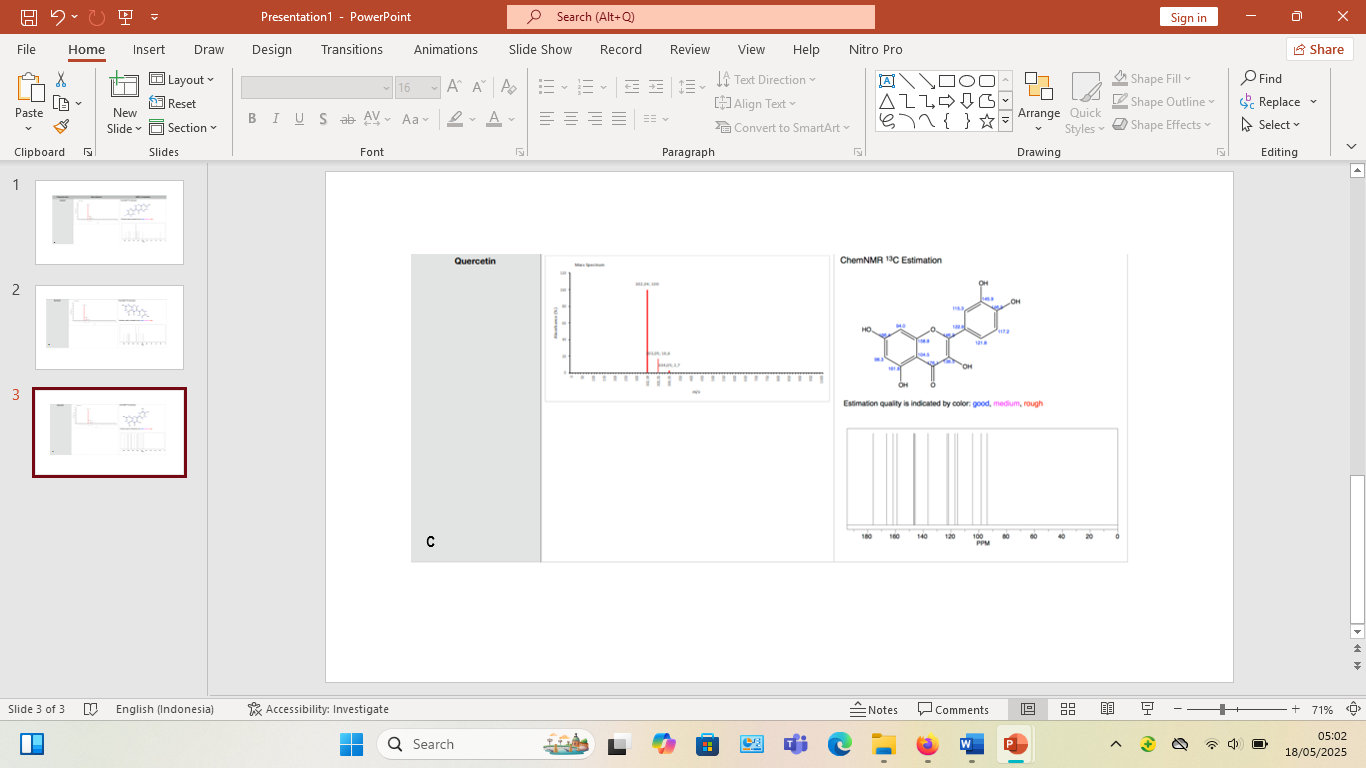 Presentation1 - PowerPoint
Search (Alt+Q)
Sign in
File Home Insert Draw Design Transitions Animations Slide Show Record Review View Help Nitro Pro
Share
Paste
Clipboard
New Slide
Layout
Reset
Section
Slides
16
B I U S ab AV Aa A
Font
Text Direction
Align Text
Convert to SmartArt
Paragraph
Arrange
Quick Styles
Shape Fill
Shape Outline
Shape Effects
Drawing
Find
Replace
Select
Editing
1
2
3
Quercetin
C
Mass Spectrum
m/s
ChemNMR 13C Estimation
OH
OH
HO
O
OH
OH
O
Estimation quality is indicated by color: good, medium, rough
180 160 140 120 100 80 60 40 20 0
PPM
Slide 3 of 3
English (Indonesia)
Accessibility: Investigate
Notes
Comments
71%
Search
05:02
18/05/2025